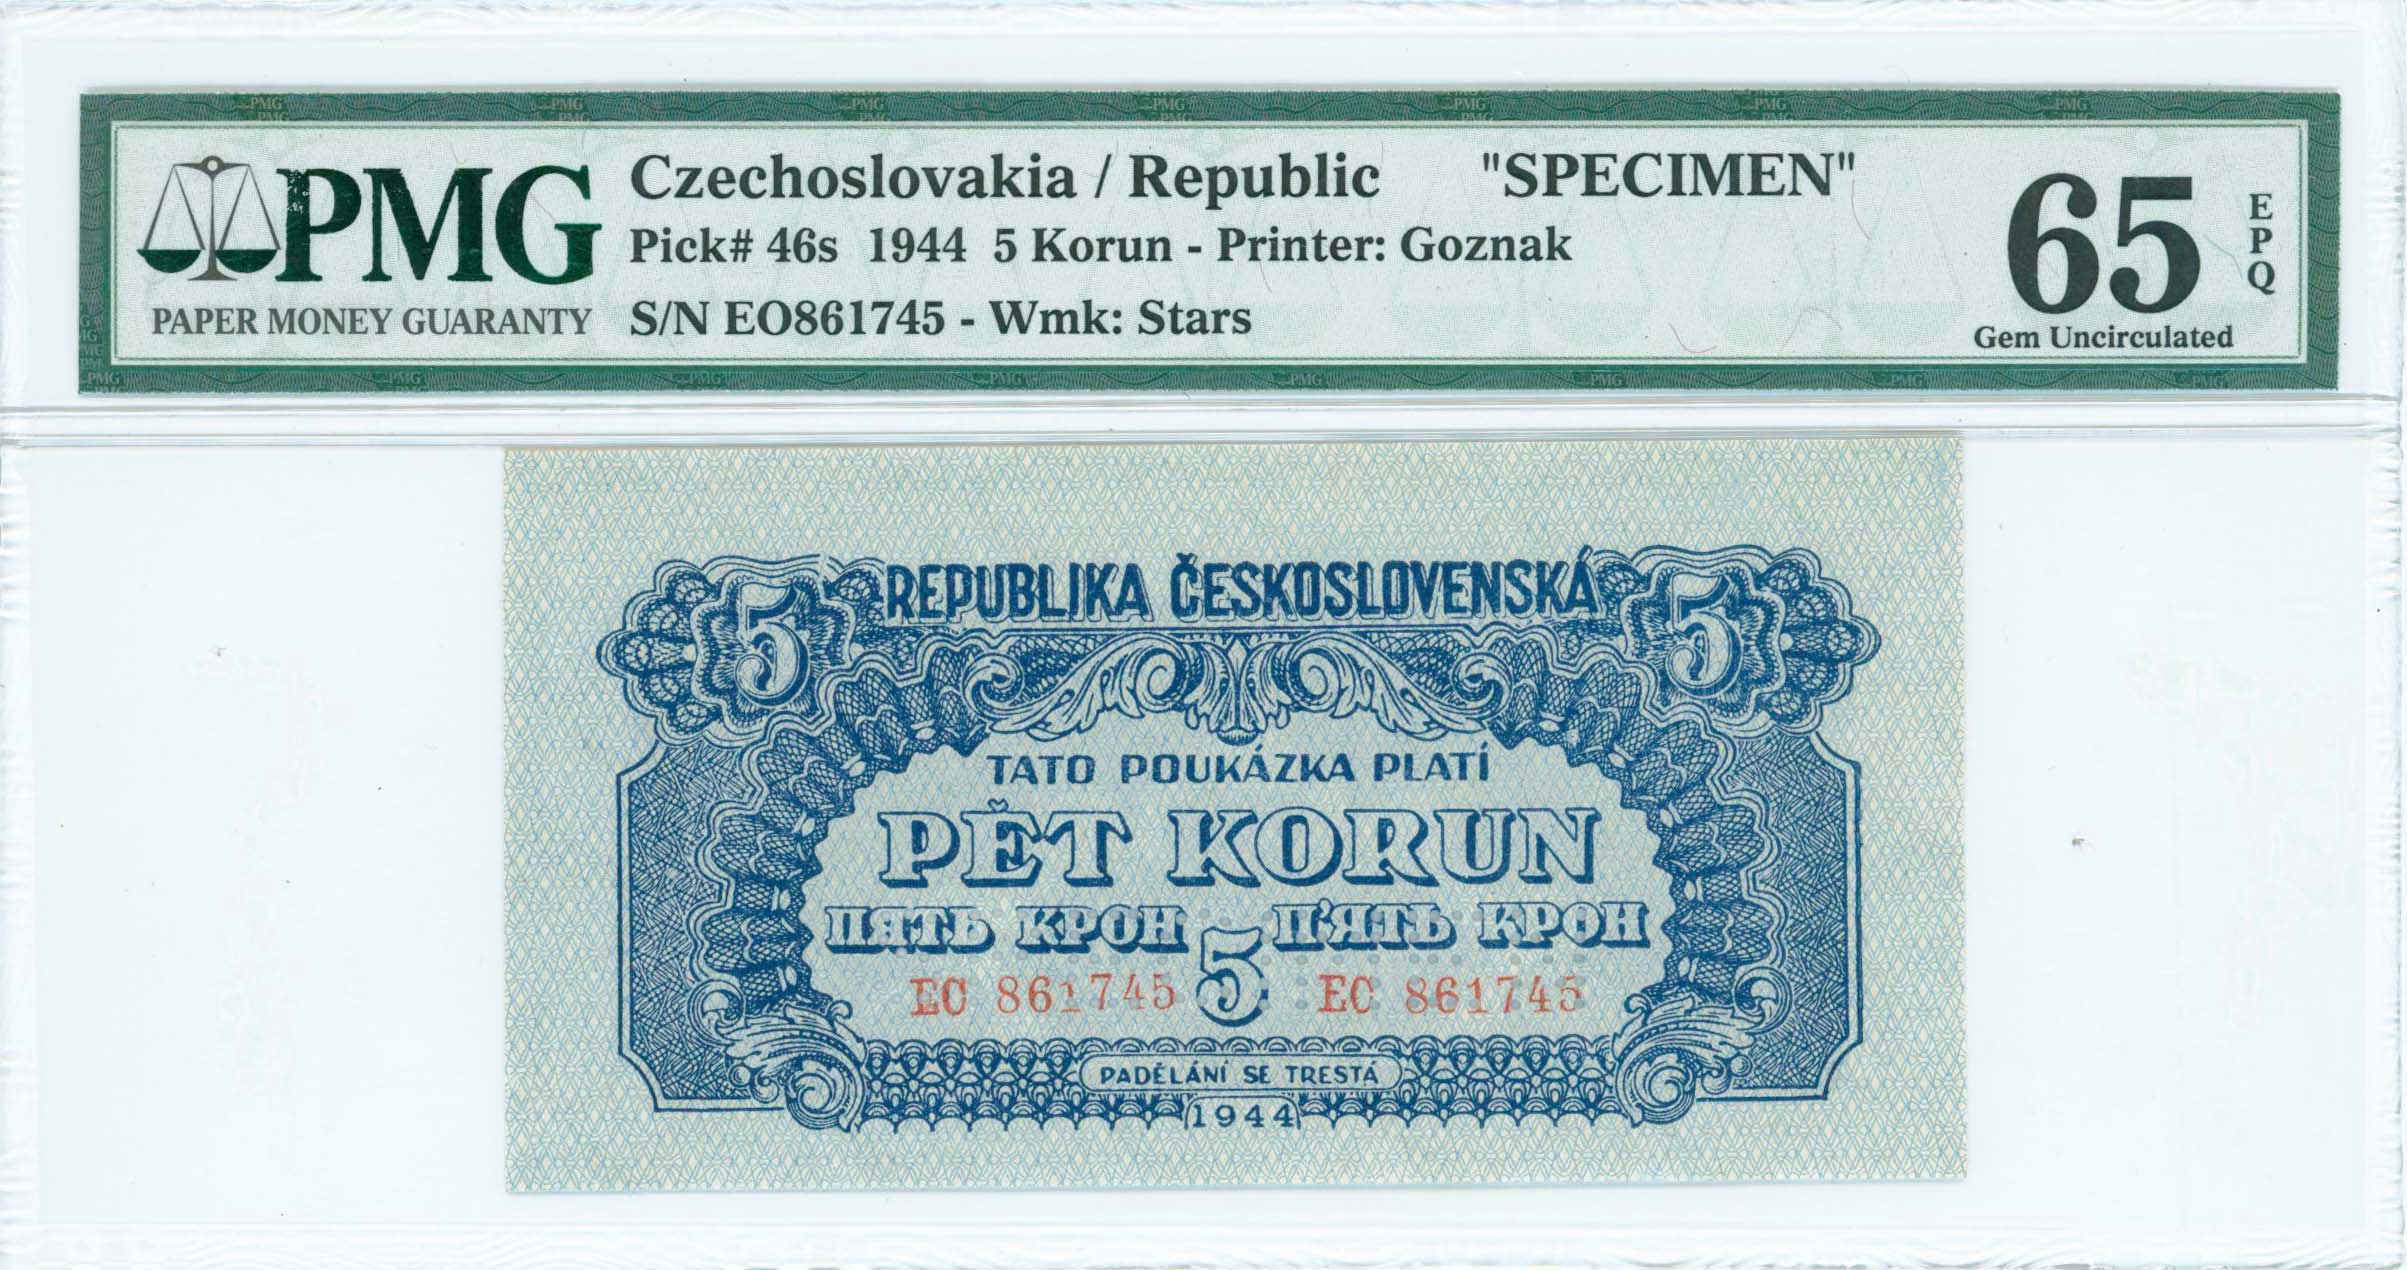 PMG
PAPER MONEY GUARANTY
Czechoslovakia / Republic "SPECIMEN"
Pick# 46s 1944 5 Korun - Printer: Goznak
S/N EO861745 - Wmk: Stars
65
EPQ
Gem Uncirculated
5 REPUBLIKA ČESKOSLOVENSKÁ 5
TATO POUKÁZKA PLATÍ
PĚT KORUN
ПЯТЬ КРОН П'ЯТЬ КРОН
EO 861745 5 EO 861745
PADĚLÁNÍ SE TRESTÁ
1944